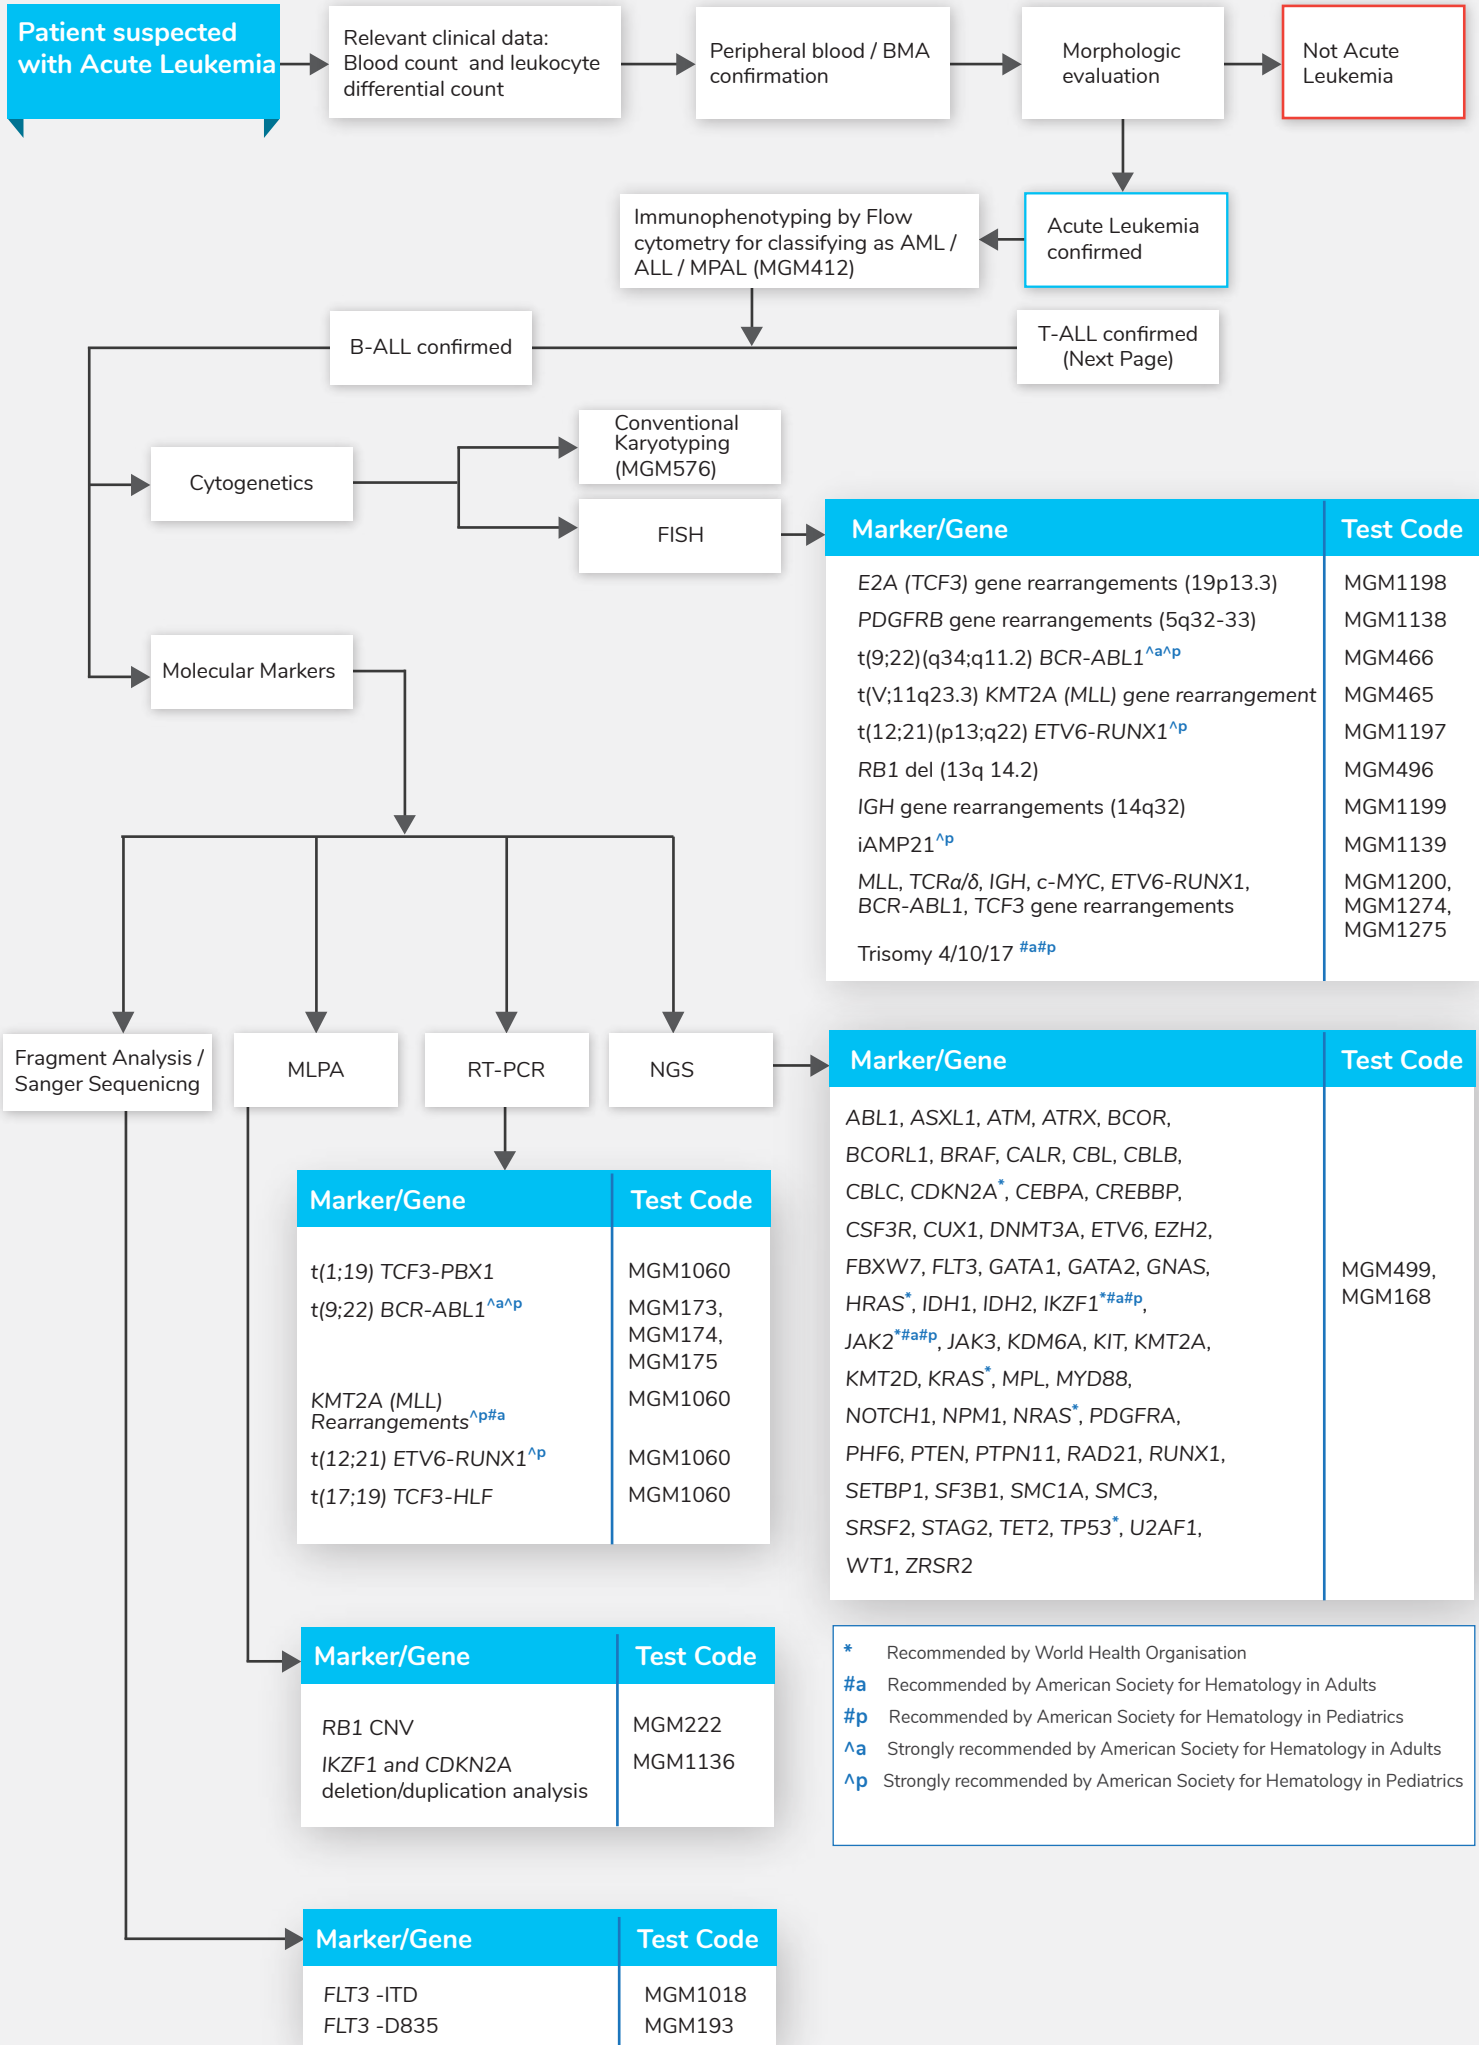 Patient suspected
with Acute Leukemia
Relevant clinical data:
Blood count and leukocyte
differential count
Peripheral blood / BMA
confirmation
Morphologic
evaluation
Not Acute
Leukemia
Acute Leukemia
confirmed
Immunophenotyping by Flow
cytometry for classifying as AML /
ALL / MPAL (MGM412)
B-ALL confirmed
T-ALL confirmed
(Next Page)
Cytogenetics
Conventional
Karyotyping
(MGM576)
FISH
Marker/Gene Test Code
E2A (TCF3) gene rearrangements (19p13.3) MGM1198
PDGFRB gene rearrangements (5q32-33) MGM1138
t(9;22)(q34;q11.2) BCR-ABL1^a^p MGM466
t(V;11q23.3) KMT2A (MLL) gene rearrangement MGM465
t(12;21)(p13;q22) ETV6-RUNX1^p MGM1197
RB1 del (13q 14.2) MGM496
IGH gene rearrangements (14q32) MGM1199
iAMP21^p MGM1139
MLL, TCRα/δ, IGH, c-MYC, ETV6-RUNX1, MGM1200,
BCR-ABL1, TCF3 gene rearrangements MGM1274,
MGM1275
Trisomy 4/10/17 #a#p
Molecular Markers
Fragment Analysis /
Sanger Sequenicng
MLPA
RT-PCR
NGS
Marker/Gene Test Code
ABL1, ASXL1, ATM, ATRX, BCOR,
BCORL1, BRAF, CALR, CBL, CBLB,
CBLC, CDKN2A*, CEBPA, CREBBP,
CSF3R, CUX1, DNMT3A, ETV6, EZH2,
FBXW7, FLT3, GATA1, GATA2, GNAS,
HRAS*, IDH1, IDH2, IKZF1*#a#p,
JAK2*#a#p, JAK3, KDM6A, KIT, KMT2A,
KMT2D, KRAS*, MPL, MYD88,
NOTCH1, NPM1, NRAS*, PDGFRA,
PHF6, PTEN, PTPN11, RAD21, RUNX1,
SETBP1, SF3B1, SMC1A, SMC3,
SRSF2, STAG2, TET2, TP53*, U2AF1,
WT1, ZRSR2
MGM499,
MGM168
Marker/Gene Test Code
t(1;19) TCF3-PBX1 MGM1060
t(9;22) BCR-ABL1^a^p MGM173,
MGM174,
MGM175
KMT2A (MLL) MGM1060
Rearrangements^p#a
t(12;21) ETV6-RUNX1^p MGM1060
t(17;19) TCF3-HLF MGM1060
Marker/Gene Test Code
RB1 CNV MGM222
IKZF1 and CDKN2A MGM1136
deletion/duplication analysis
* Recommended by World Health Organisation
#a Recommended by American Society for Hematology in Adults
#p Recommended by American Society for Hematology in Pediatrics
^a Strongly recommended by American Society for Hematology in Adults
^p Strongly recommended by American Society for Hematology in Pediatrics
Marker/Gene Test Code
FLT3 -ITD MGM1018
FLT3 -D835 MGM193